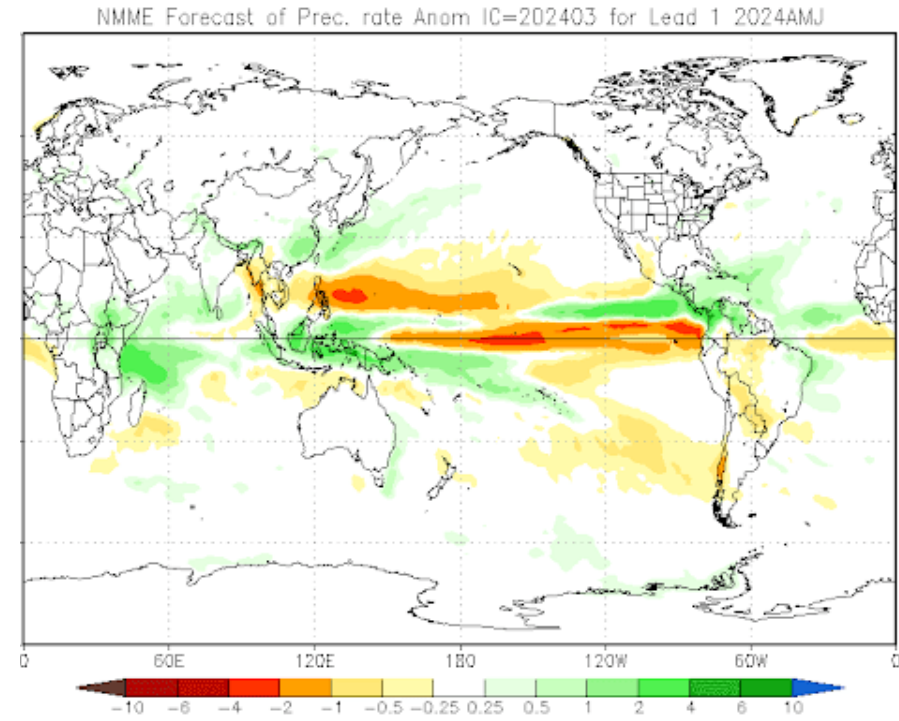 NMME Forecast of Prec. rate Anom IC=202403 for Lead 1 2024AMJ
0 60E 120E 180 120W 60W 0
-10 -6 -4 -2 -1 -0.5 -0.25 0.25 0.5 1 2 4 6 10